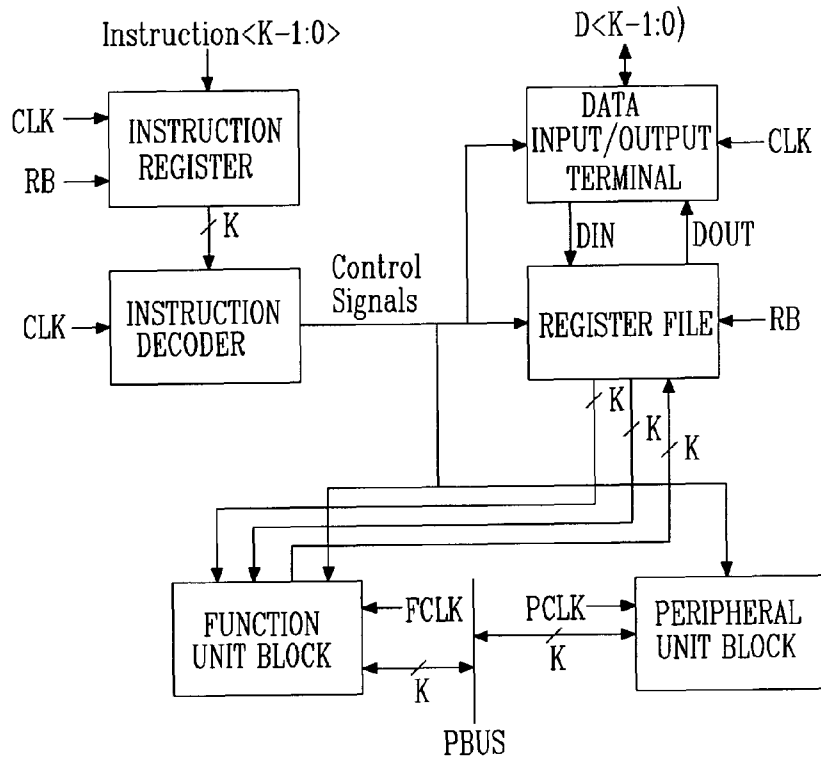 Instruction<K-1:0>
D<K-1:0)
CLK
RB
INSTRUCTION
REGISTER
DATA
INPUT/OUTPUT
TERMINAL
CLK
K
DIN
DOUT
Control
Signals
CLK
INSTRUCTION
DECODER
REGISTER FILE
RB
K
K
K
FUNCTION
UNIT BLOCK
FCLK
K
PCLK
K
PERIPHERAL
UNIT BLOCK
PBUS